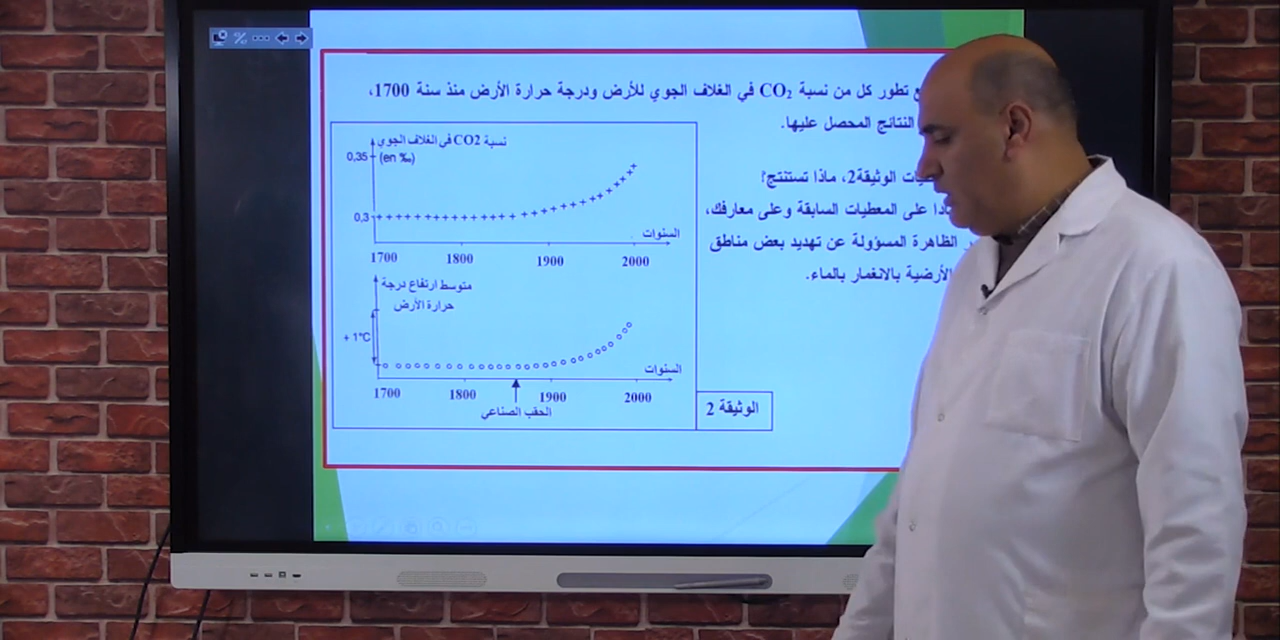 تطور كل من نسبة CO₂ في الغلاف الجوي للأرض ودرجة حرارة الأرض منذ سنة 1700،
النتائج المحصل عليها.
الوثيقة2، ماذا تستنتج؟
على المعطيات السابقة وعلى معارفك،
الظاهرة المسؤولة عن تهديد بعض مناطق
الأرضية بالانغمار بالماء.
نسبة CO2 في الغلاف الجوي
(en ‰)
0,35
0,3
السنوات
1700 1800 1900 2000
متوسط ارتفاع درجة
حرارة الأرض
+ 1°C
السنوات
1700 1800 1900 2000
الحقب الصناعي
الوثيقة 2